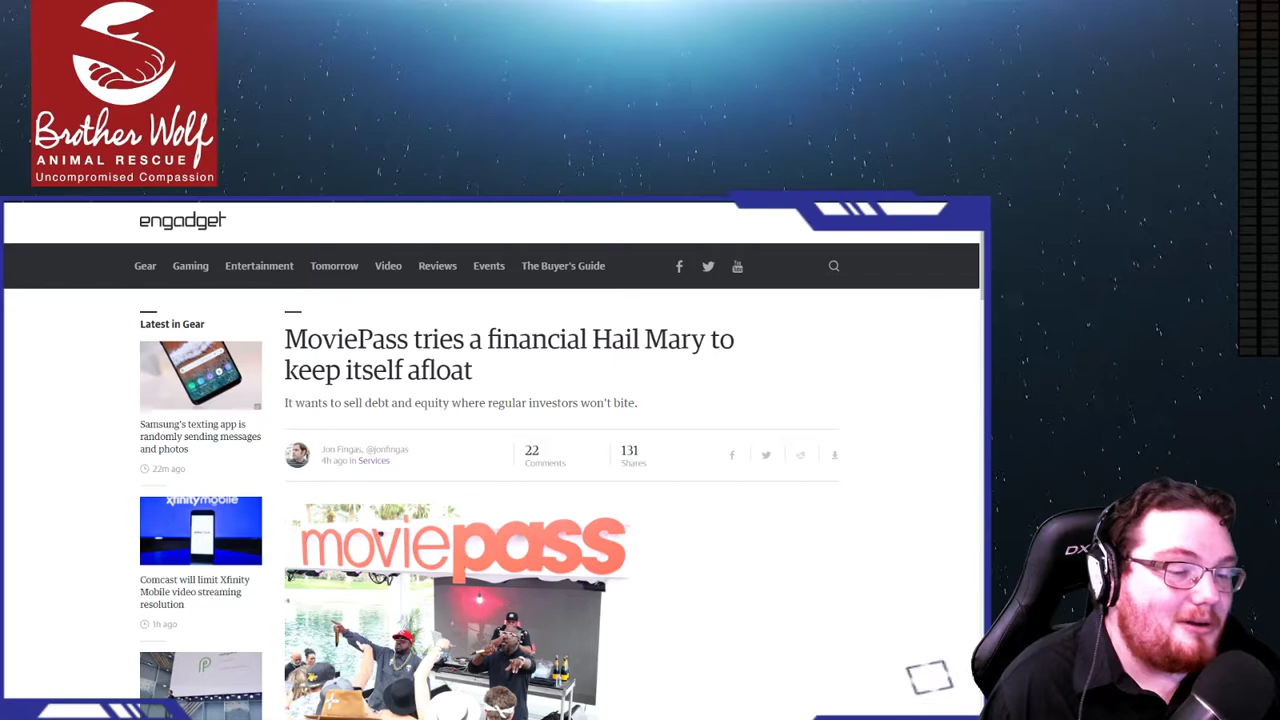 Brother Wolf
ANIMAL RESCUE
Uncompromised Compassion
engadget
Gear
Gaming
Entertainment
Tomorrow
Video
Reviews
Events
The Buyer's Guide
You
Latest in Gear
Samsung's texting app is
randomly sending messages
and photos
22m ago
xfinity mobile
Comcast will limit Xfinity
Mobile video streaming
resolution
1h ago
MoviePass tries a financial Hail Mary to
keep itself afloat
It wants to sell debt and equity where regular investors won't bite.
Jon Fingas, @jonfingas
4h ago in Services
22
Comments
131
Shares
moviepass
DX